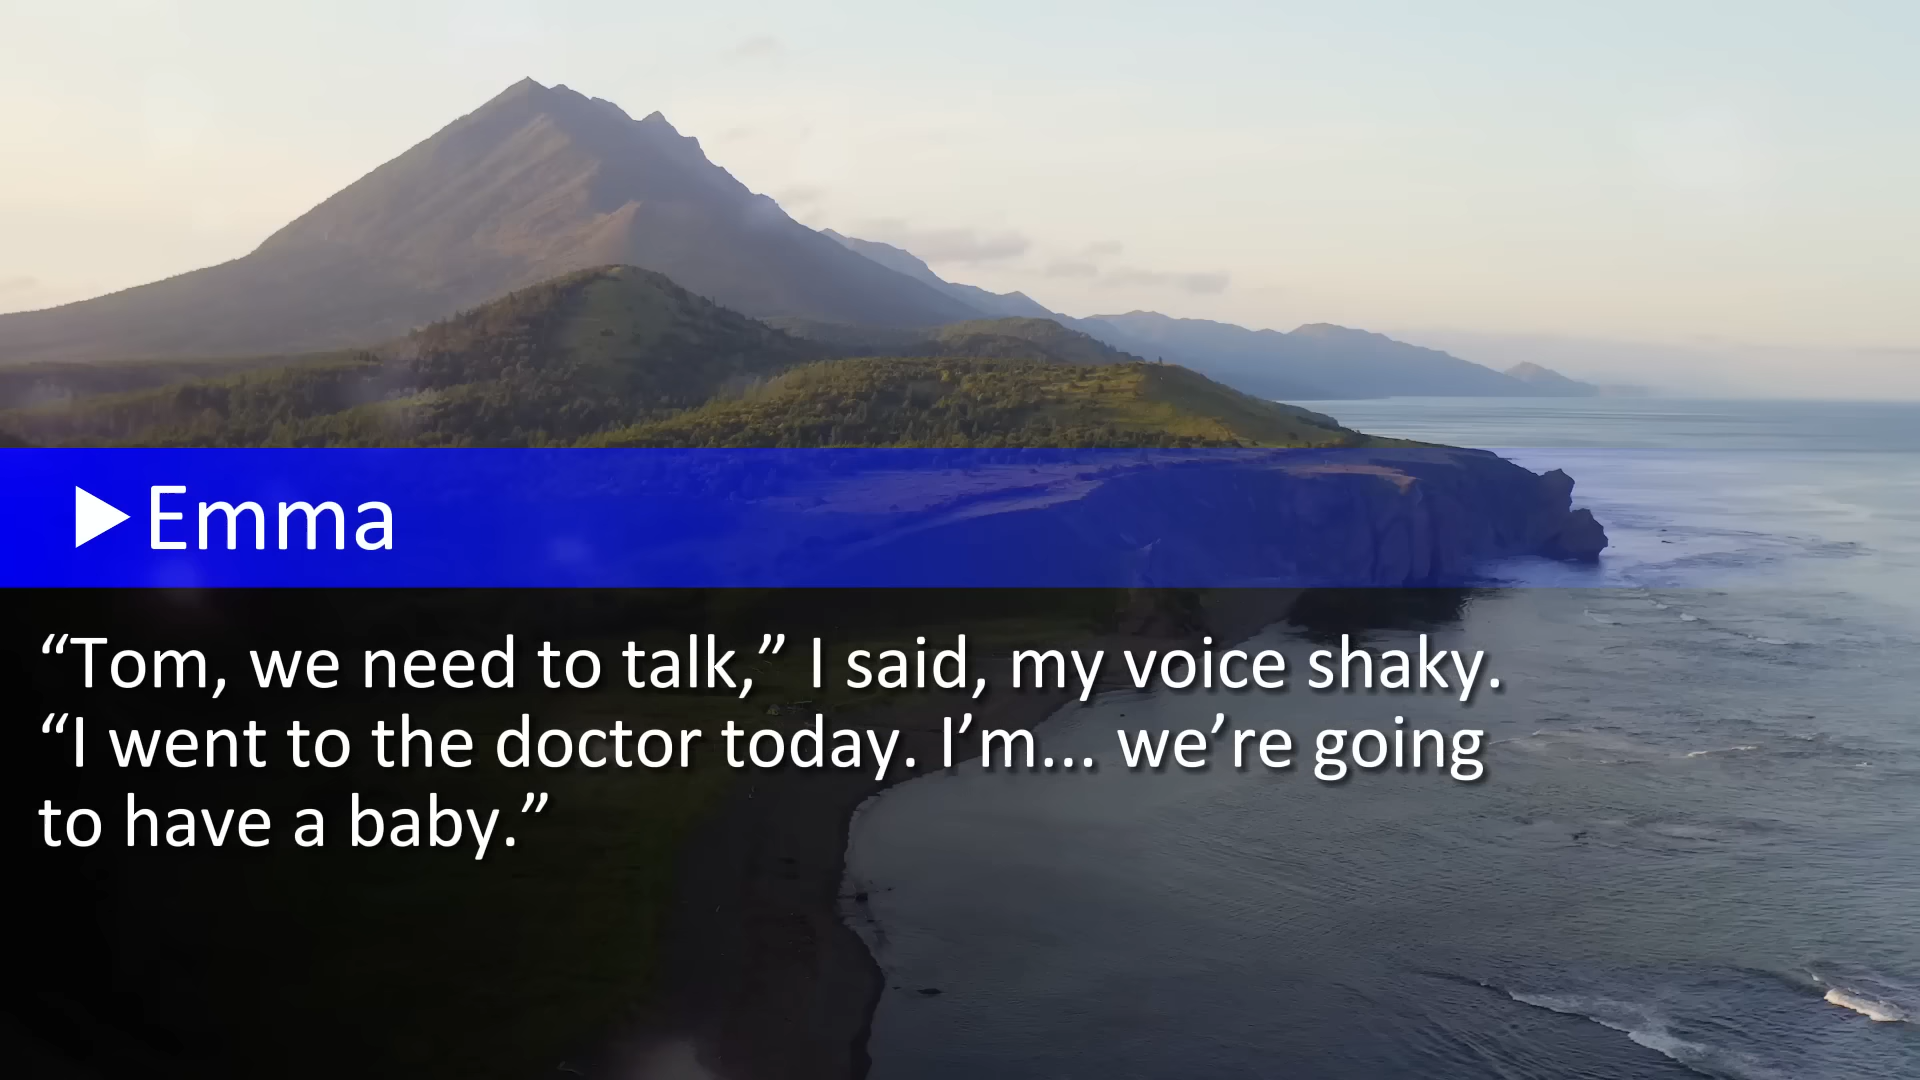 ▶Emma
“Tom, we need to talk,” I said, my voice shaky.
“I went to the doctor today. I’m... we’re going
to have a baby.”